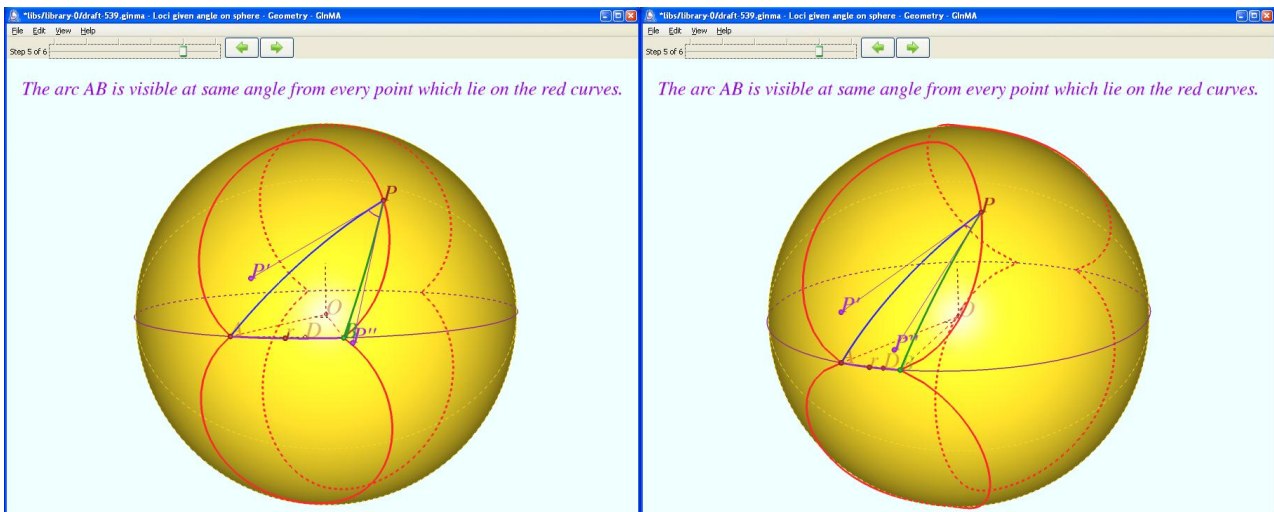 *libs/library-0/draft-539.ginma - Loci given angle on sphere - Geometry - GInMA
File Edit View Help
Step 5 of 6
The arc AB is visible at same angle from every point which lie on the red curves.
P
P'
O
A r D B P"
*libs/library-0/draft-539.ginma - Loci given angle on sphere - Geometry - GInMA
File Edit View Help
Step 5 of 6
The arc AB is visible at same angle from every point which lie on the red curves.
P
P'
O
P"
A r D